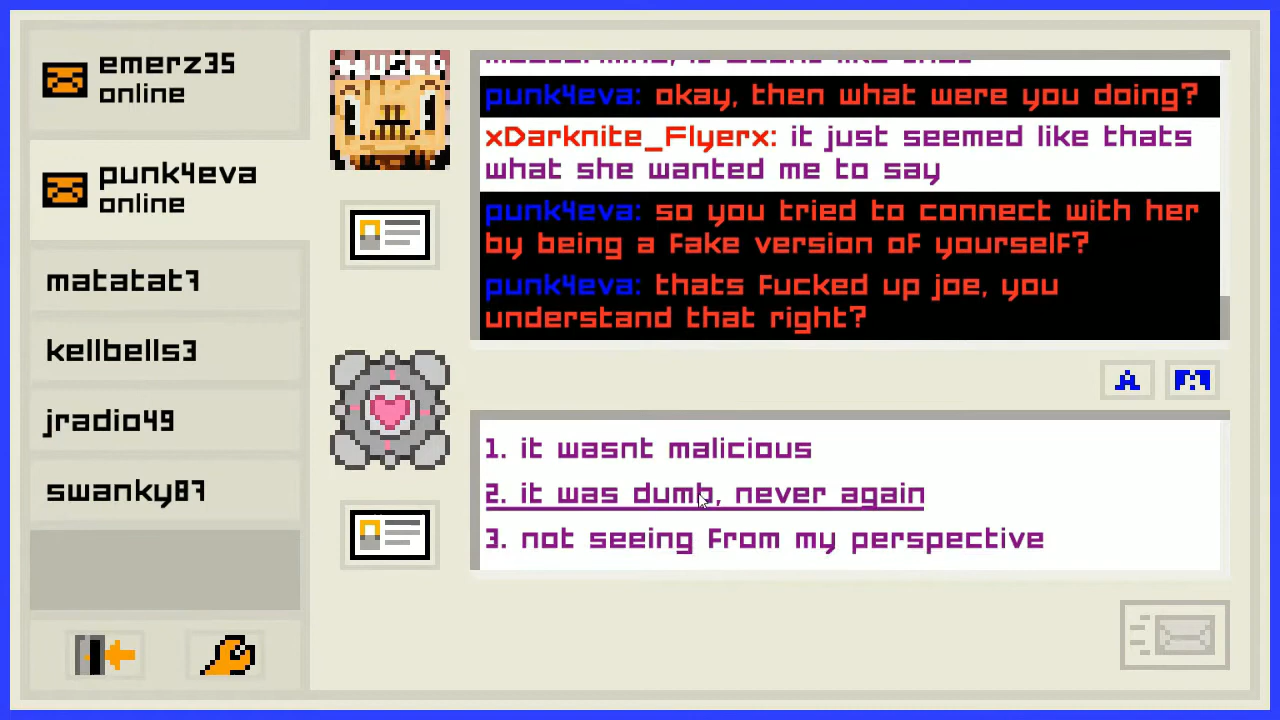 emerz35
online
punk4eva
online
matatat7
kellbells3
jradio49
swanky87
punk4eva: okay, then what were you doing?
xDarknite_Flyerx: it just seemed like thats
what she wanted me to say
punk4eva: so you tried to connect with her
by being a fake version of yourself?
punk4eva: thats fucked up joe, you
understand that right?
A
1. it wasnt malicious
2. it was dumb, never again
3. not seeing from my perspective